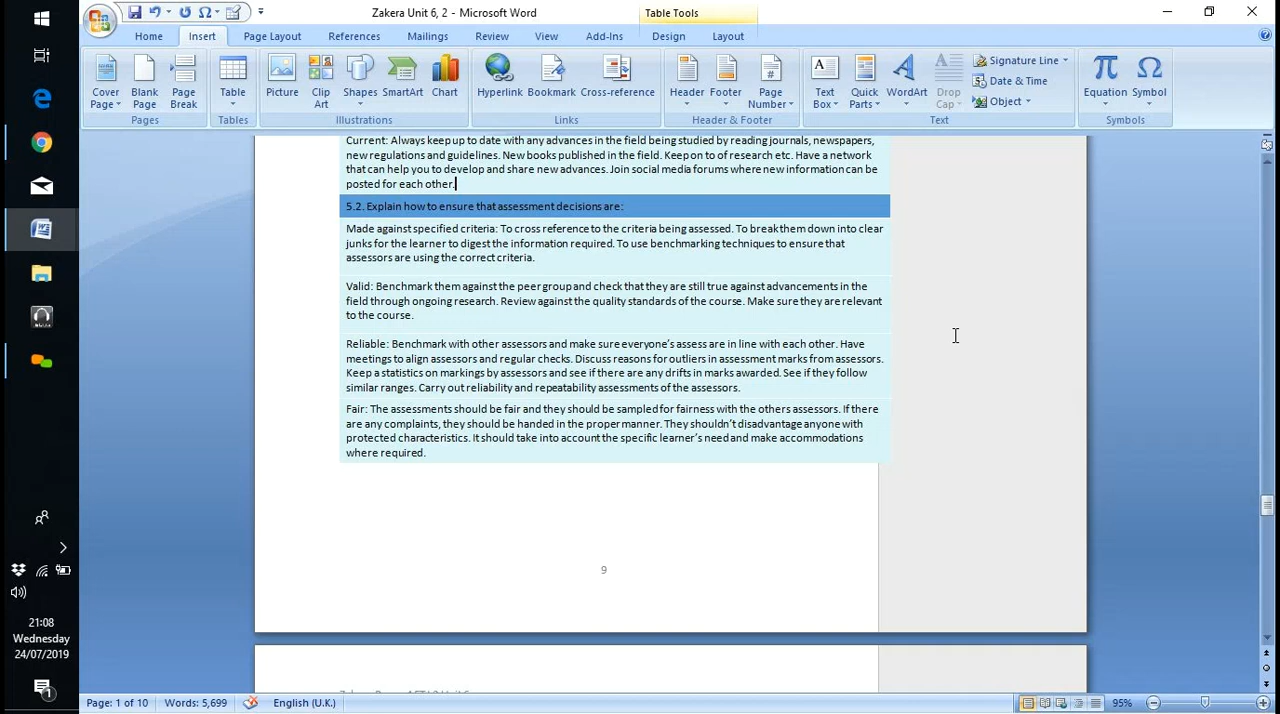 Zakera Unit 6, 2 - Microsoft Word
Table Tools
Home Insert Page Layout References Mailings Review View Add-Ins Design Layout
Cover Page
Blank Page
Page Break
Table
Picture
Clip Art
Shapes
SmartArt
Chart
Hyperlink
Bookmark
Cross-reference
Header
Footer
Page Number
Text Box
Quick Parts
WordArt
Drop Cap
Signature Line
Date & Time
Object
Equation
Symbol
Pages
Tables
Illustrations
Links
Header & Footer
Text
Symbols
Current: Always keep up to date with any advances in the field being studied by reading journals, newspapers,
new regulations and guidelines. New books published in the field. Keep on to of research etc. Have a network
that can help you to develop and share new advances. Join social media forums where new information can be
posted for each other.
5.2. Explain how to ensure that assessment decisions are:
Made against specified criteria: To cross reference to the criteria being assessed. To break them down into clear
junks for the learner to digest the information required. To use benchmarking techniques to ensure that
assessors are using the correct criteria.
Valid: Benchmark them against the peer group and check that they are still true against advancements in the
field through ongoing research. Review against the quality standards of the course. Make sure they are relevant
to the course.
Reliable: Benchmark with other assessors and make sure everyone's assess are in line with each other. Have
meetings to align assessors and regular checks. Discuss reasons for outliers in assessment marks from assessors.
Keep a statistics on markings by assessors and see if there are any drifts in marks awarded. See if they follow
similar ranges. Carry out reliability and repeatability assessments of the assessors.
Fair: The assessments should be fair and they should be sampled for fairness with the others assessors. If there
are any complaints, they should be handed in the proper manner. They shouldn't disadvantage anyone with
protected characteristics. It should take into account the specific learner's need and make accommodations
where required.
9
21:08
Wednesday
24/07/2019
1
Page: 1 of 10
Words: 5,699
English (U.K.)
95%